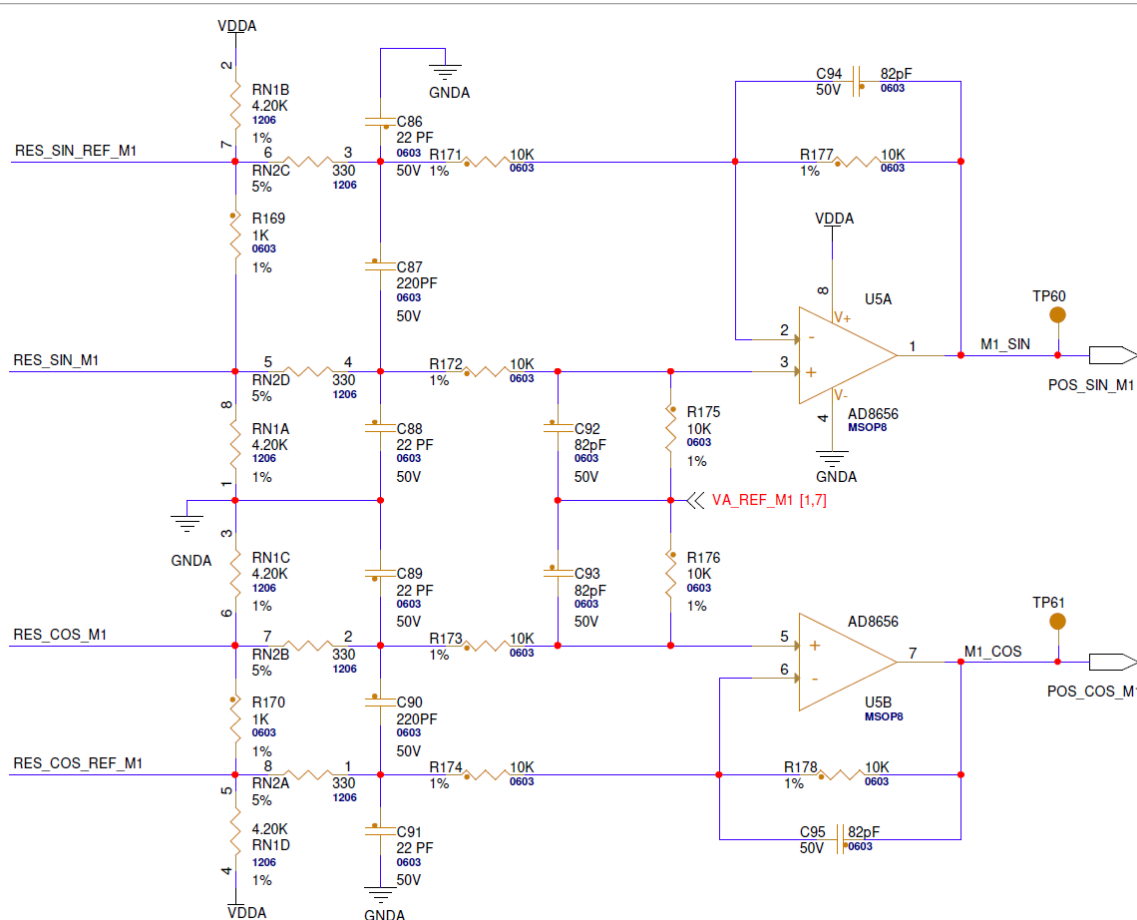 VDDA
2
RN1B
4.20K
1206
1%
7
GNDA
C86
22 PF
0603
50V
C94
50V
82pF
0603
RES_SIN_REF_M1
6
3
RN2C
5%
330
1206
R171
1%
10K
0603
R177
1%
10K
0603
R169
1K
0603
1%
C87
220PF
0603
50V
VDDA
8
V+
U5A
2
-
3
+
1
M1_SIN
TP60
POS_SIN_M1
V-
4
AD8656
MSOP8
GNDA
RES_SIN_M1
5
4
RN2D
5%
330
1206
R172
1%
10K
0603
8
RN1A
4.20K
1206
1%
1
C88
22 PF
0603
50V
C92
82pF
0603
50V
R175
10K
0603
1%
GNDA
VA_REF_M1 [1,7]
3
RN1C
4.20K
1206
1%
6
C89
22 PF
0603
50V
C93
82pF
0603
50V
R176
10K
0603
1%
RES_COS_M1
7
2
RN2B
5%
330
1206
R173
1%
10K
0603
AD8656
5
+
6
-
7
M1_COS
TP61
POS_COS_M1
U5B
MSOP8
R170
1K
0603
1%
C90
220PF
0603
50V
RES_COS_REF_M1
8
1
RN2A
5%
330
1206
R174
1%
10K
0603
R178
1%
10K
0603
5
4.20K
RN1D
1206
1%
4
VDDA
C91
22 PF
0603
50V
GNDA
C95
50V
82pF
0603